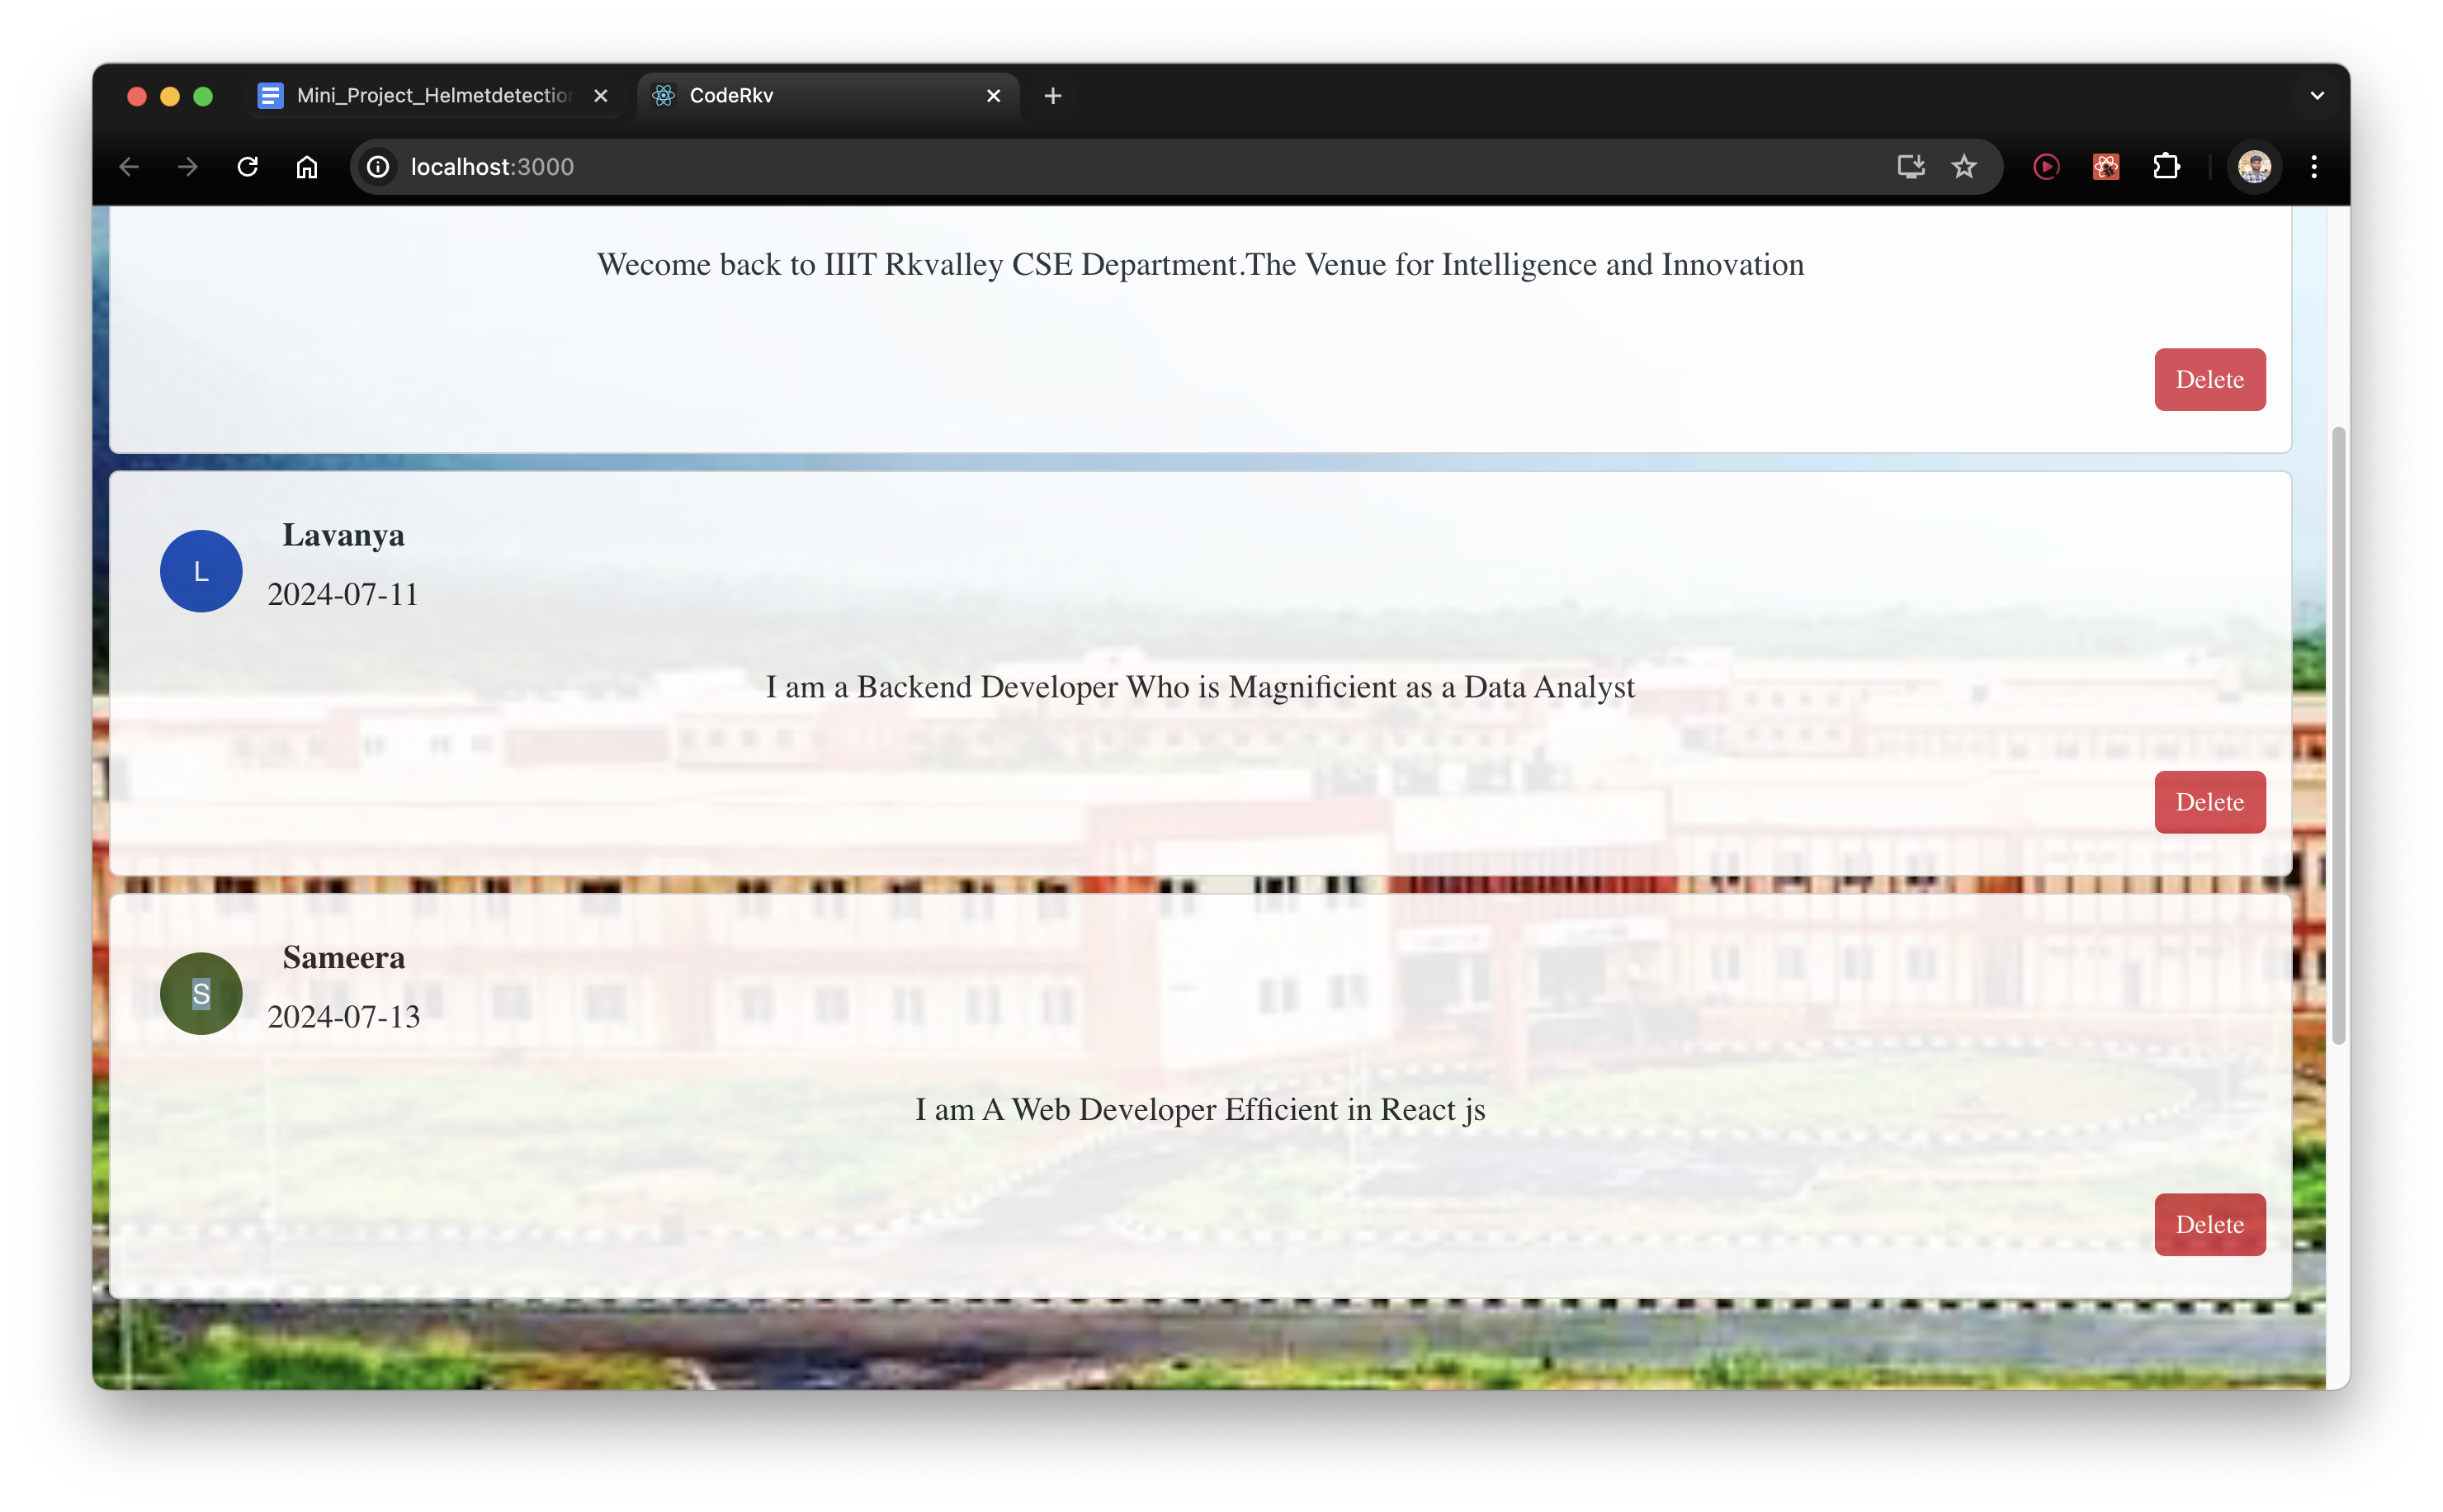 Mini_Project_Helmetdetection
CodeRkv
localhost:3000
Wecome back to IIIT Rkvalley CSE Department.The Venue for Intelligence and Innovation
Delete
Lavanya
L
2024-07-11
I am a Backend Developer Who is Magnificient as a Data Analyst
Delete
Sameera
S
2024-07-13
I am A Web Developer Efficient in React js
Delete